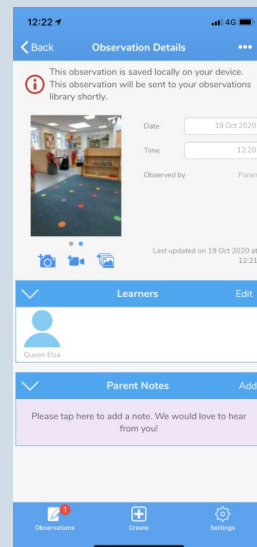 12:22
4G
Back
Observation Details
This observation is saved locally on your device.
This observation will be sent to your observations
library shortly.
Date
19 Oct 2020
Time
12:20
Observed by
Paren
Last updated on 19 Oct 2020 at
12:21
Learners
Edit
Queen Elsa
Parent Notes
Add
Please tap here to add a note. We would love to hear
from you!
1
Observations
Create
Settings